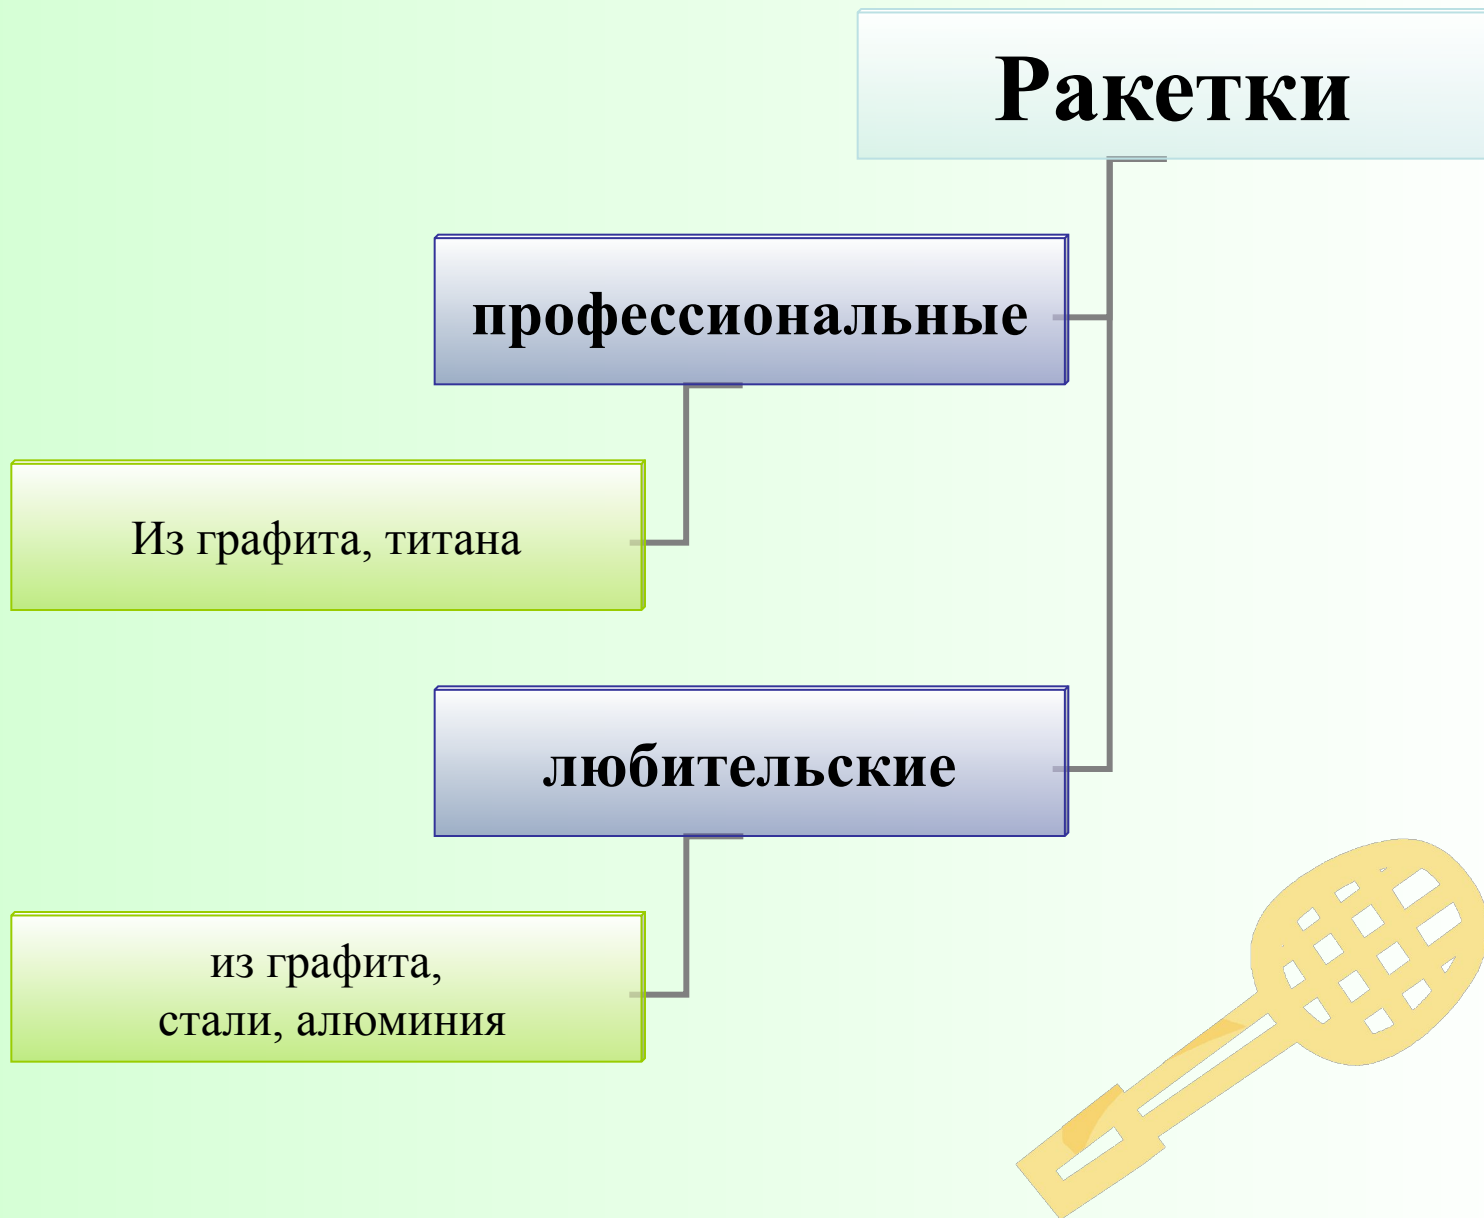 Ракетки
профессиональные
Из графита, титана
любительские
из графита,
стали, алюминия